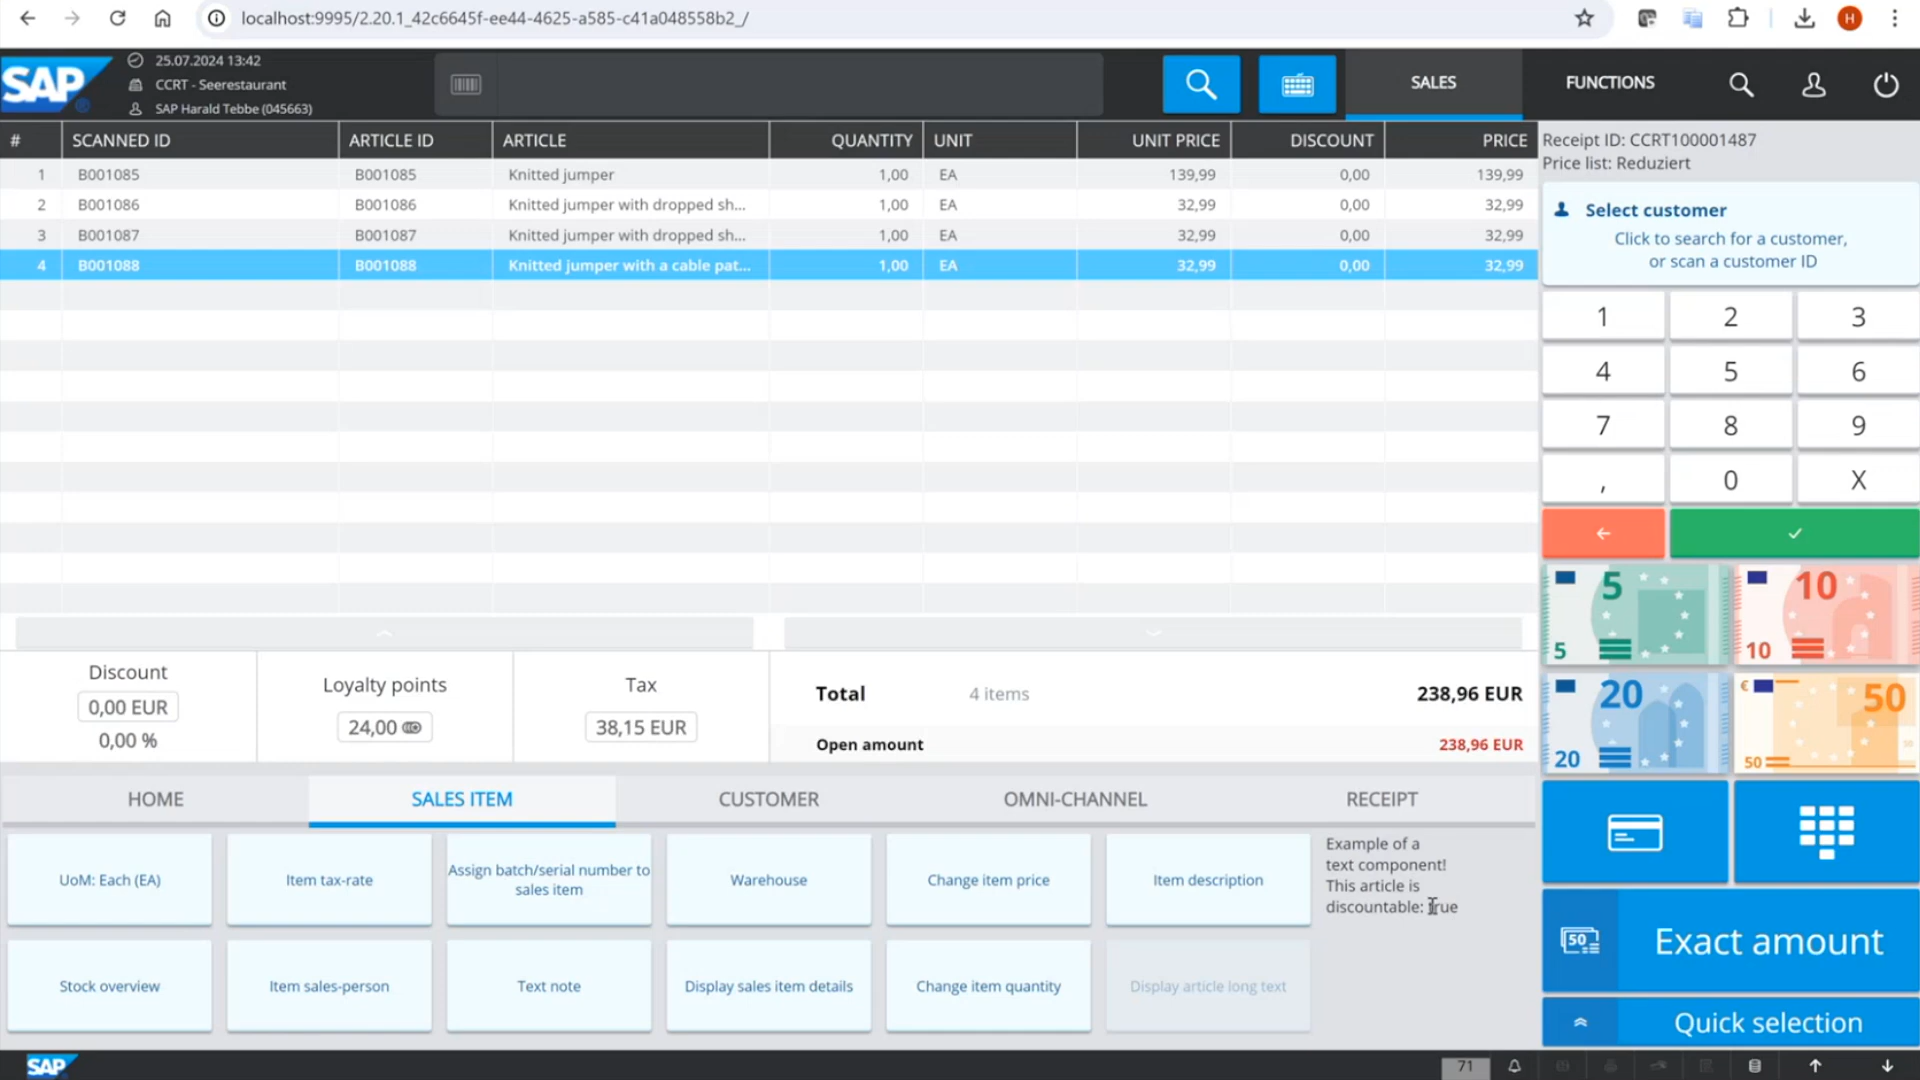 localhost:9995/2.20.1_42c6645f-ee44-4625-a585-c41a048558b2_/
H
SAP
25.07.2024 13:42
CCRT - Seerestaurant
SAP Harald Tebbe (045663)
SALES
FUNCTIONS
# SCANNED ID ARTICLE ID ARTICLE QUANTITY UNIT UNIT PRICE DISCOUNT PRICE
1 B001085 B001085 Knitted jumper 1,00 EA 139,99 0,00 139,99
2 B001086 B001086 Knitted jumper with dropped sh... 1,00 EA 32,99 0,00 32,99
3 B001087 B001087 Knitted jumper with dropped sh... 1,00 EA 32,99 0,00 32,99
4 B001088 B001088 Knitted jumper with a cable pat... 1,00 EA 32,99 0,00 32,99
Receipt ID: CCRT100001487
Price list: Reduziert
Select customer
Click to search for a customer,
or scan a customer ID
1 2 3
4 5 6
7 8 9
, 0 X
5 10
5 10
20 € 50
20 50
Discount
0,00 EUR
0,00 %
Loyalty points
24,00
Tax
38,15 EUR
Total 4 items 238,96 EUR
Open amount 238,96 EUR
HOME SALES ITEM CUSTOMER OMNI-CHANNEL RECEIPT
UoM: Each (EA)
Item tax-rate
Assign batch/serial number to
sales item
Warehouse
Change item price
Item description
Example of a
text component!
This article is
discountable: true
Stock overview
Item sales-person
Text note
Display sales item details
Change item quantity
Display article long text
50
Exact amount
Quick selection
SAP
71